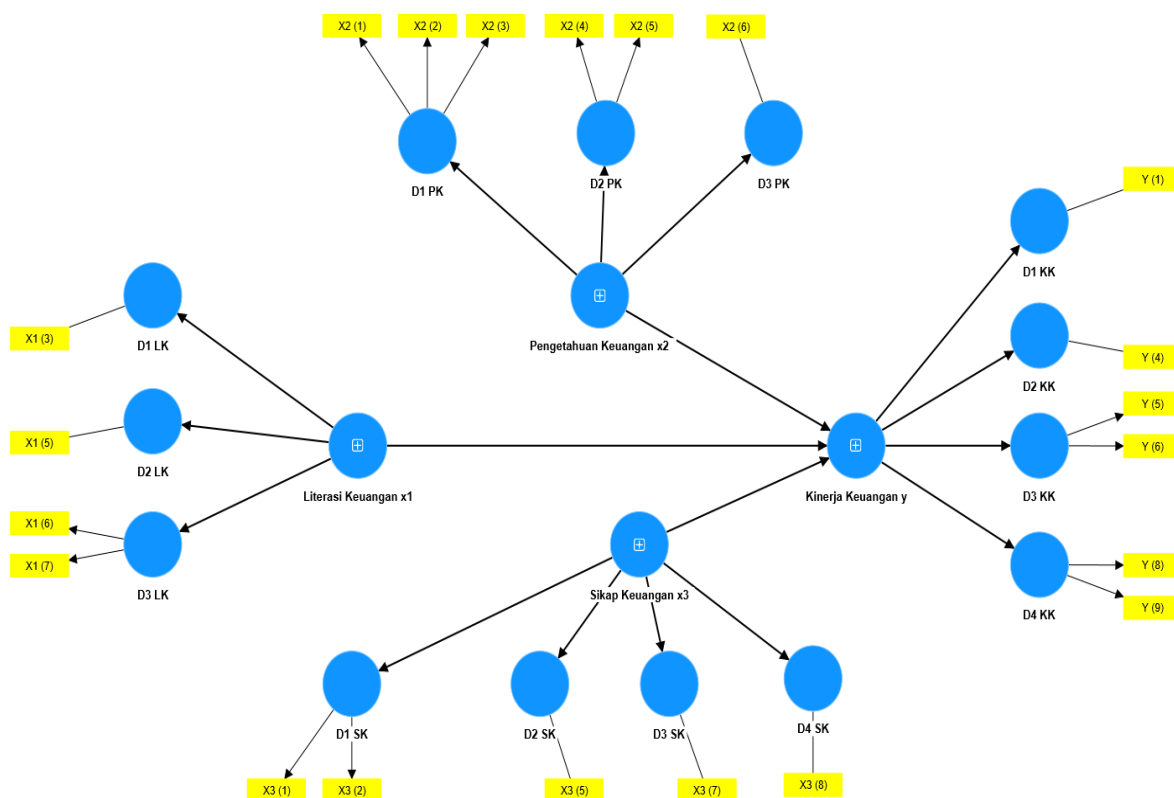 X2 (1)
X2 (2)
X2 (3)
X2 (4)
X2 (5)
X2 (6)
D1 PK
D2 PK
D3 PK
Y (1)
D1 KK
D1 LK
X1 (3)
Pengetahuan Keuangan x2
Y (4)
D2 KK
Y (5)
X1 (5)
Y (6)
D2 LK
D3 KK
Literasi Keuangan x1
Kinerja Keuangan y
X1 (6)
X1 (7)
D3 LK
Y (8)
Sikap Keuangan x3
Y (9)
D4 KK
D1 SK
D2 SK
D3 SK
D4 SK
X3 (1)
X3 (2)
X3 (5)
X3 (7)
X3 (8)